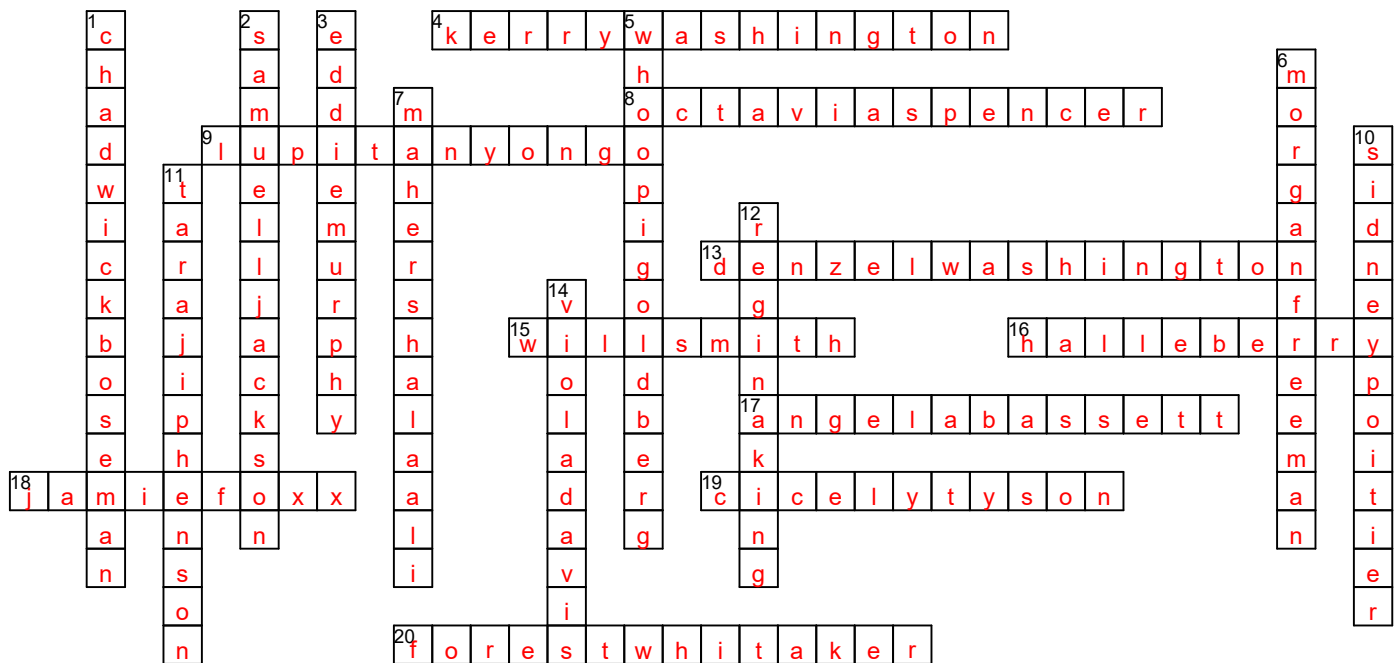 1 chadwickboseman
2 samuelljackson
3 eddiemurphy
4 kerrywashington
5 whoopigoldberg
6 morganfreeman
7 mahershalaali
8 octaviaspencer
9 lupitanyongo
10 sidneypoitier
11 tarajiphenson
12 reginaking
13 denzelwashington
14 violadavis
15 willsmith
16 halleberry
17 angelabassett
18 jamiefoxx
19 cicelytyson
20 forestwhitaker